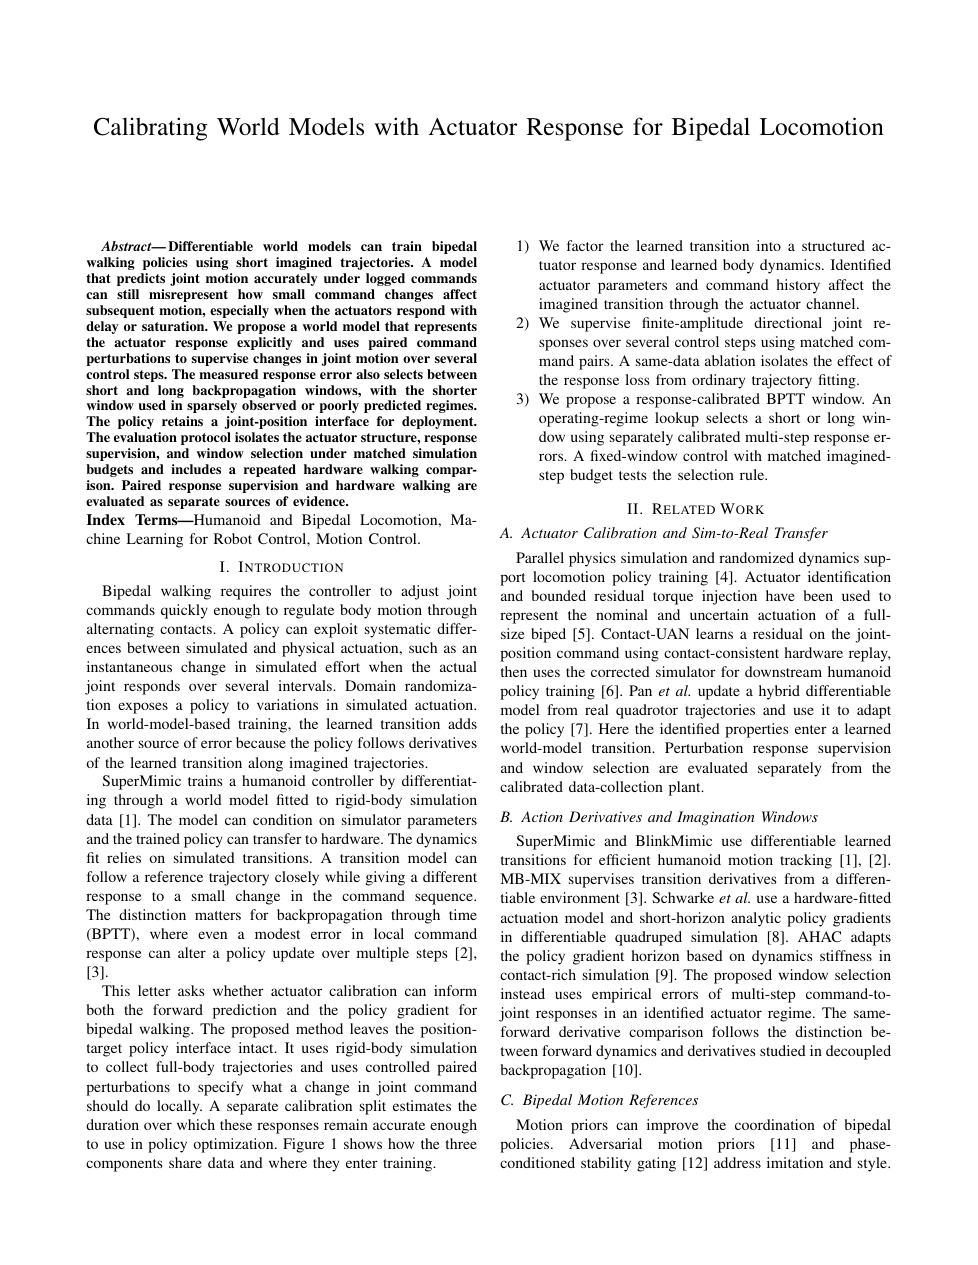 Calibrating World Models with Actuator Response for Bipedal Locomotion
Abstract—Differentiable world models can train bipedal
walking policies using short imagined trajectories. A model
that predicts joint motion accurately under logged commands
can still misrepresent how small command changes affect
subsequent motion, especially when the actuators respond with
delay or saturation. We propose a world model that represents
the actuator response explicitly and uses paired command
perturbations to supervise changes in joint motion over several
control steps. The measured response error also selects between
short and long backpropagation windows, with the shorter
window used in sparsely observed or poorly predicted regimes.
The policy retains a joint-position interface for deployment.
The evaluation protocol isolates the actuator structure, response
supervision, and window selection under matched simulation
budgets and includes a repeated hardware walking compar-
ison. Paired response supervision and hardware walking are
evaluated as separate sources of evidence.
Index Terms—Humanoid and Bipedal Locomotion, Ma-
chine Learning for Robot Control, Motion Control.
I. INTRODUCTION
Bipedal walking requires the controller to adjust joint
commands quickly enough to regulate body motion through
alternating contacts. A policy can exploit systematic differ-
ences between simulated and physical actuation, such as an
instantaneous change in simulated effort when the actual
joint responds over several intervals. Domain randomiza-
tion exposes a policy to variations in simulated actuation.
In world-model-based training, the learned transition adds
another source of error because the policy follows derivatives
of the learned transition along imagined trajectories.
SuperMimic trains a humanoid controller by differentiat-
ing through a world model fitted to rigid-body simulation
data [1]. The model can condition on simulator parameters
and the trained policy can transfer to hardware. The dynamics
fit relies on simulated transitions. A transition model can
follow a reference trajectory closely while giving a different
response to a small change in the command sequence.
The distinction matters for backpropagation through time
(BPTT), where even a modest error in local command
response can alter a policy update over multiple steps [2],
[3].
This letter asks whether actuator calibration can inform
both the forward prediction and the policy gradient for
bipedal walking. The proposed method leaves the position-
target policy interface intact. It uses rigid-body simulation
to collect full-body trajectories and uses controlled paired
perturbations to specify what a change in joint command
should do locally. A separate calibration split estimates the
duration over which these responses remain accurate enough
to use in policy optimization. Figure 1 shows how the three
components share data and where they enter training.
1) We factor the learned transition into a structured ac-
tuator response and learned body dynamics. Identified
actuator parameters and command history affect the
imagined transition through the actuator channel.
2) We supervise finite-amplitude directional joint re-
sponses over several control steps using matched com-
mand pairs. A same-data ablation isolates the effect of
the response loss from ordinary trajectory fitting.
3) We propose a response-calibrated BPTT window. An
operating-regime lookup selects a short or long win-
dow using separately calibrated multi-step response er-
rors. A fixed-window control with matched imagined-
step budget tests the selection rule.
II. RELATED WORK
A. Actuator Calibration and Sim-to-Real Transfer
Parallel physics simulation and randomized dynamics sup-
port locomotion policy training [4]. Actuator identification
and bounded residual torque injection have been used to
represent the nominal and uncertain actuation of a full-
size biped [5]. Contact-UAN learns a residual on the joint-
position command using contact-consistent hardware replay,
then uses the corrected simulator for downstream humanoid
policy training [6]. Pan et al. update a hybrid differentiable
model from real quadrotor trajectories and use it to adapt
the policy [7]. Here the identified properties enter a learned
world-model transition. Perturbation response supervision
and window selection are evaluated separately from the
calibrated data-collection plant.
B. Action Derivatives and Imagination Windows
SuperMimic and BlinkMimic use differentiable learned
transitions for efficient humanoid motion tracking [1], [2].
MB-MIX supervises transition derivatives from a differen-
tiable environment [3]. Schwarke et al. use a hardware-fitted
actuation model and short-horizon analytic policy gradients
in differentiable quadruped simulation [8]. AHAC adapts
the policy gradient horizon based on dynamics stiffness in
contact-rich simulation [9]. The proposed window selection
instead uses empirical errors of multi-step command-to-
joint responses in an identified actuator regime. The same-
forward derivative comparison follows the distinction be-
tween forward dynamics and derivatives studied in decoupled
backpropagation [10].
C. Bipedal Motion References
Motion priors can improve the coordination of bipedal
policies. Adversarial motion priors [11] and phase-
conditioned stability gating [12] address imitation and style.